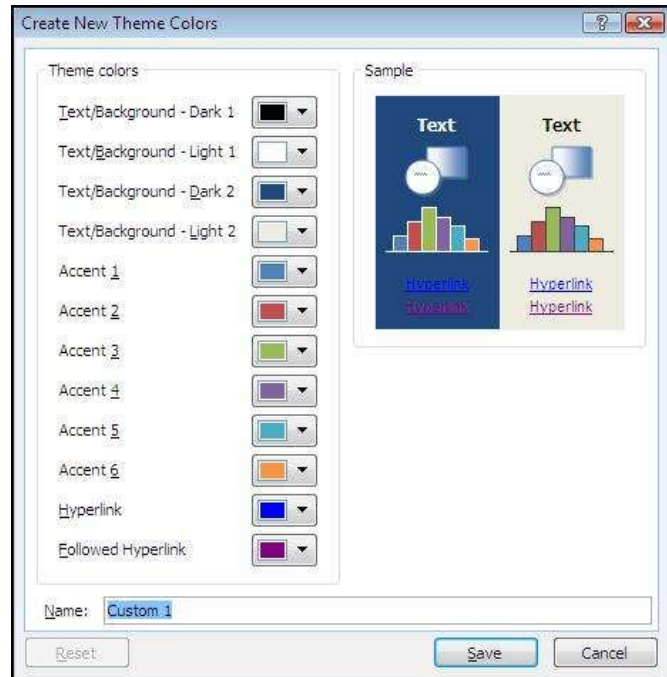 Create New Theme Colors
Theme colors
Text/Background - Dark 1
Text/Background - Light 1
Text/Background - Dark 2
Text/Background - Light 2
Accent 1
Accent 2
Accent 3
Accent 4
Accent 5
Accent 6
Hyperlink
Followed Hyperlink
Sample
Text Text
Hyperlink Hyperlink
Hyperlink Hyperlink
Name: Custom 1
Reset Save Cancel